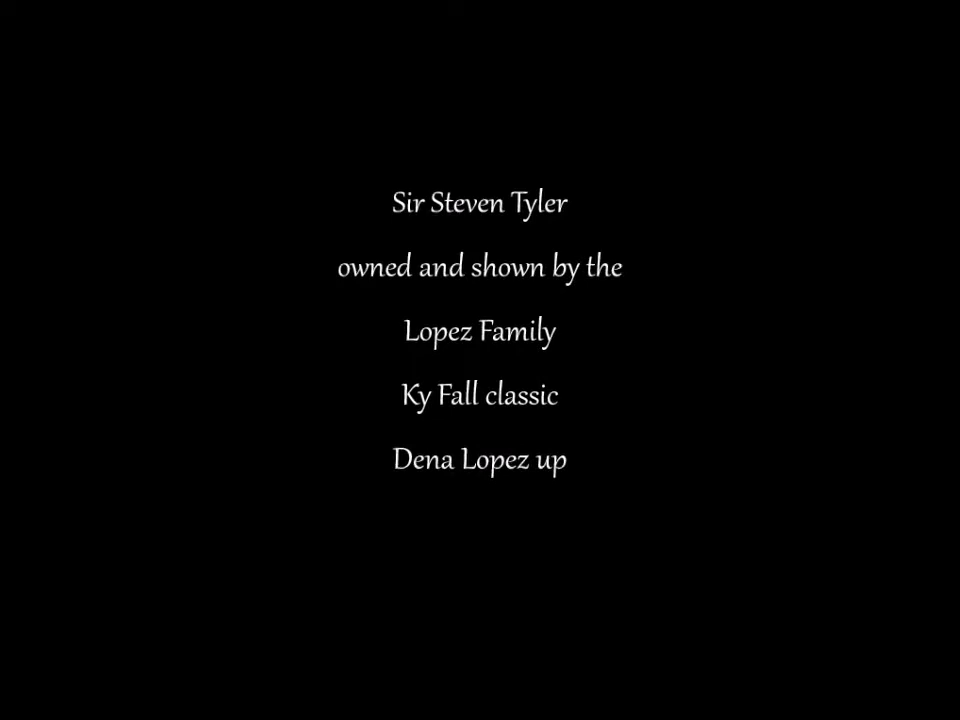 Sir Steven Tyler
owned and shown by the
Lopez Family
Ky Fall classic
Dena Lopez up